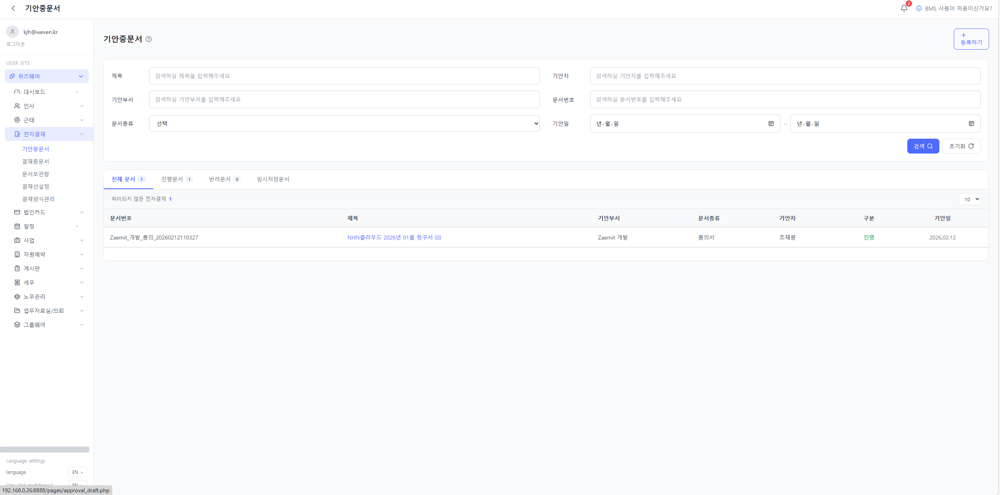 기안중문서
2
BMS 사용이 처음이신가요?
kjh@weven.kr
로그아웃
USER SITE
위즈웨어
대시보드
인사
근태
전자결재
기안중문서
결재중문서
문서보관함
결재선설정
결재양식관리
법인카드
일정
사업
자원예약
게시판
세무
노무관리
업무자료실/의뢰
그룹웨어
Language settings
language EN
One-click multilingual EN
192.168.0.26:8888/pages/approval_draft.php
기안중문서
등록하기
제목 검색하실 제목을 입력해주세요 기안자 검색하실 기안자를 입력해주세요
기안부서 검색하실 기안부서를 입력해주세요 문서번호 검색하실 문서번호를 입력해주세요
문서종류 선택 기안일 년-월-일 ~ 년-월-일
검색 초기화
전체 문서 1 진행문서 1 반려문서 0 임시저장문서
처리되지 않은 전자결재 1 10
문서번호 제목 기안부서 문서종류 기안자 구분 기안일
Zaemit_개발_품의_20260212110327 NHN클라우드 2026년 01월 청구서 (0) Zaemit 개발 품의서 조재원 진행 2026.02.12